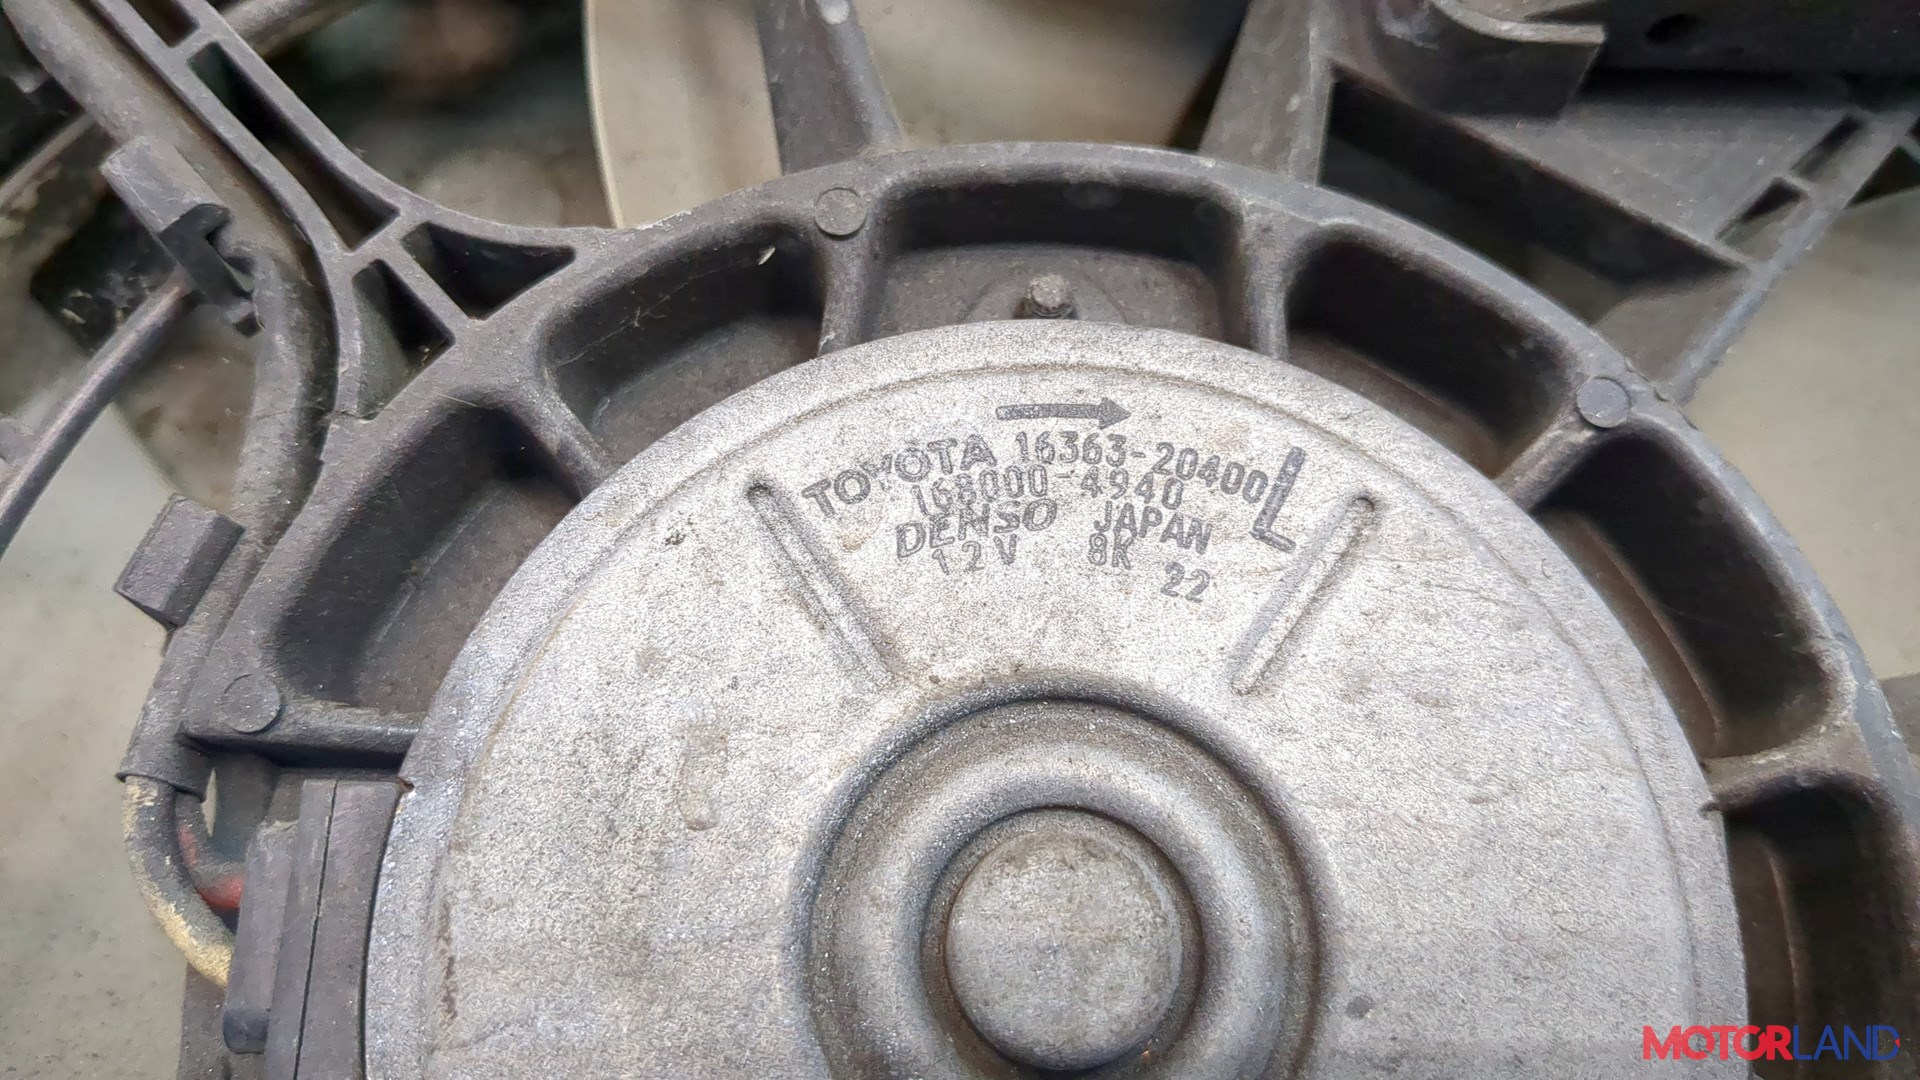 TOYOTA 16363-20400 L
168000-4940
DENSO JAPAN
12V 8K 22
MOTORLAND